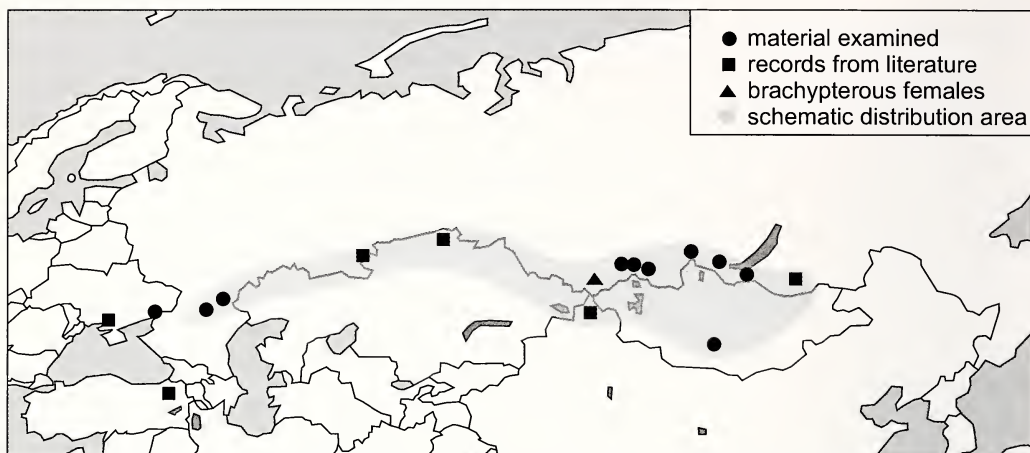 material examined
records from literature
brachypterous females
schematic distribution area